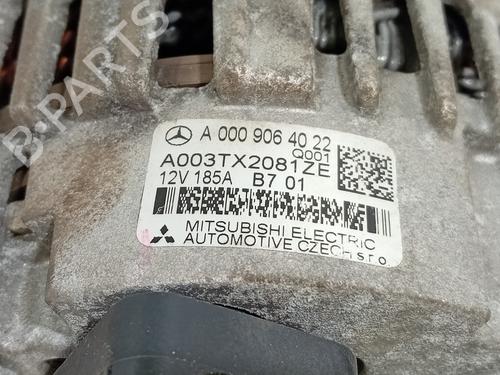 B-PARTS
A 000 906 40 22
Q001
A003TX2081ZE
12V 185A B7 01
MITSUBISHI ELECTRIC
AUTOMOTIVE CZECH s.r.o.